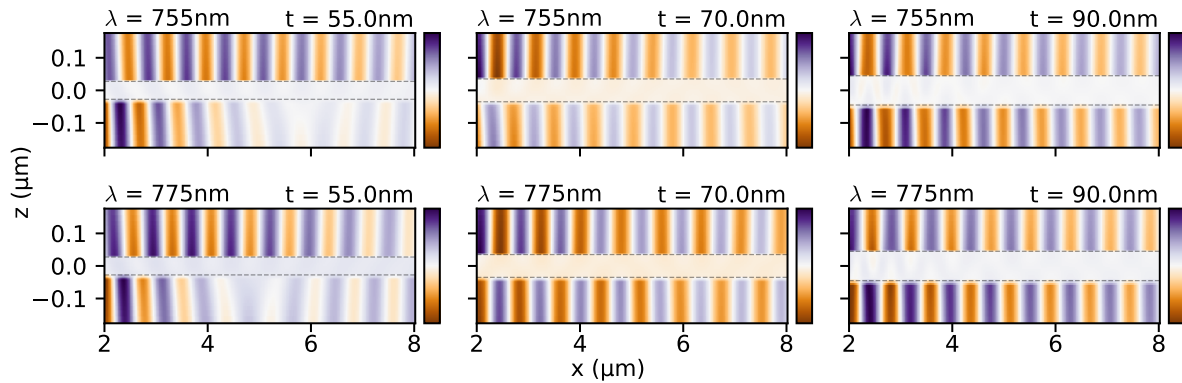 λ = 755nm t = 55.0nm λ = 755nm t = 70.0nm λ = 755nm t = 90.0nm
0.1
0.0
−0.1
z (μm)
λ = 775nm t = 55.0nm λ = 775nm t = 70.0nm λ = 775nm t = 90.0nm
0.1
0.0
−0.1
2 4 6 8 2 4 6 8 2 4 6 8
x (μm)